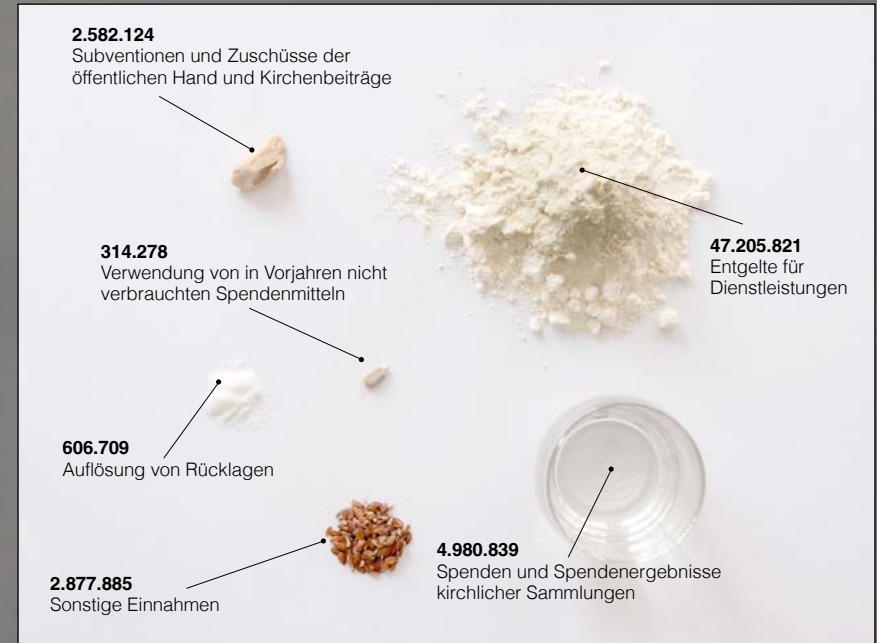 2.582.124
Subventionen und Zuschüsse der
öffentlichen Hand und Kirchenbeiträge
314.278
Verwendung von in Vorjahren nicht
verbrauchten Spendenmitteln
47.205.821
Entgelte für
Dienstleistungen
606.709
Auflösung von Rücklagen
2.877.885
Sonstige Einnahmen
4.980.839
Spenden und Spendenergebnisse
kirchlicher Sammlungen